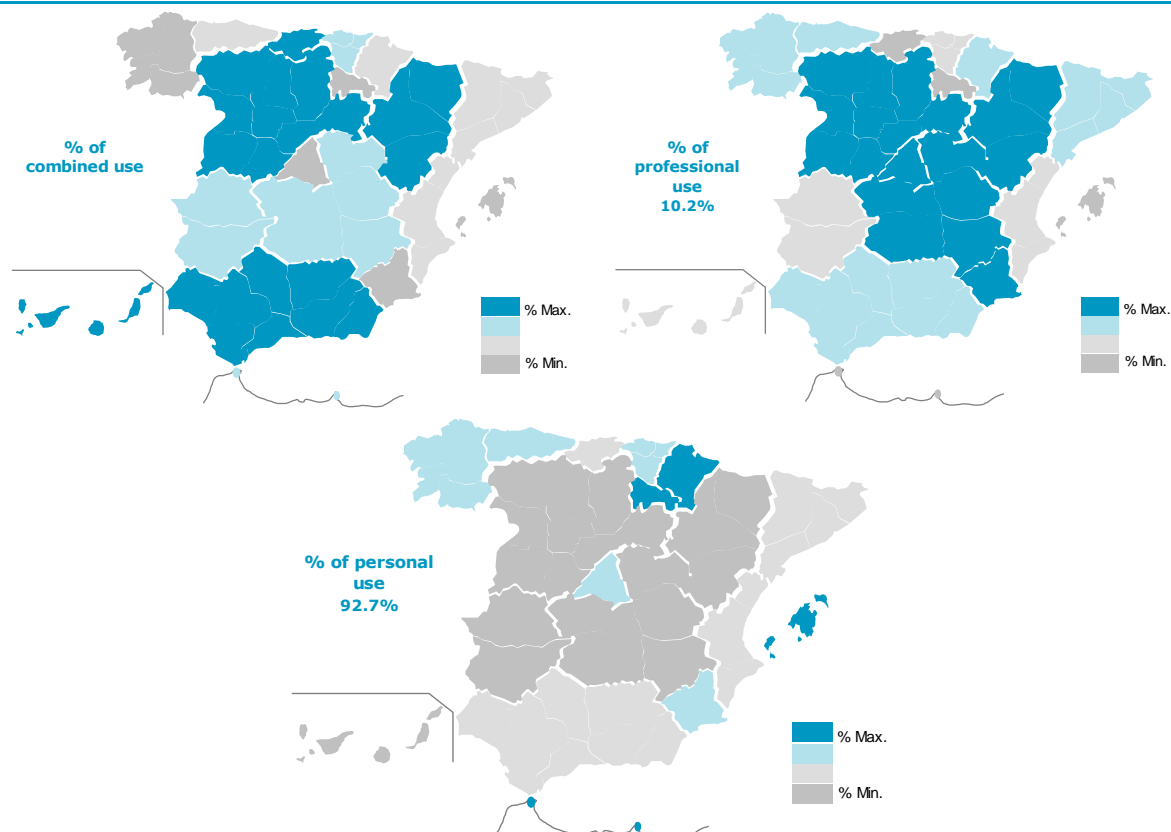 % of
combined use
% Max.
% Min.
% of
professional
use
10.2%
% Max.
% Min.
% of personal
use
92.7%
% Max.
% Min.